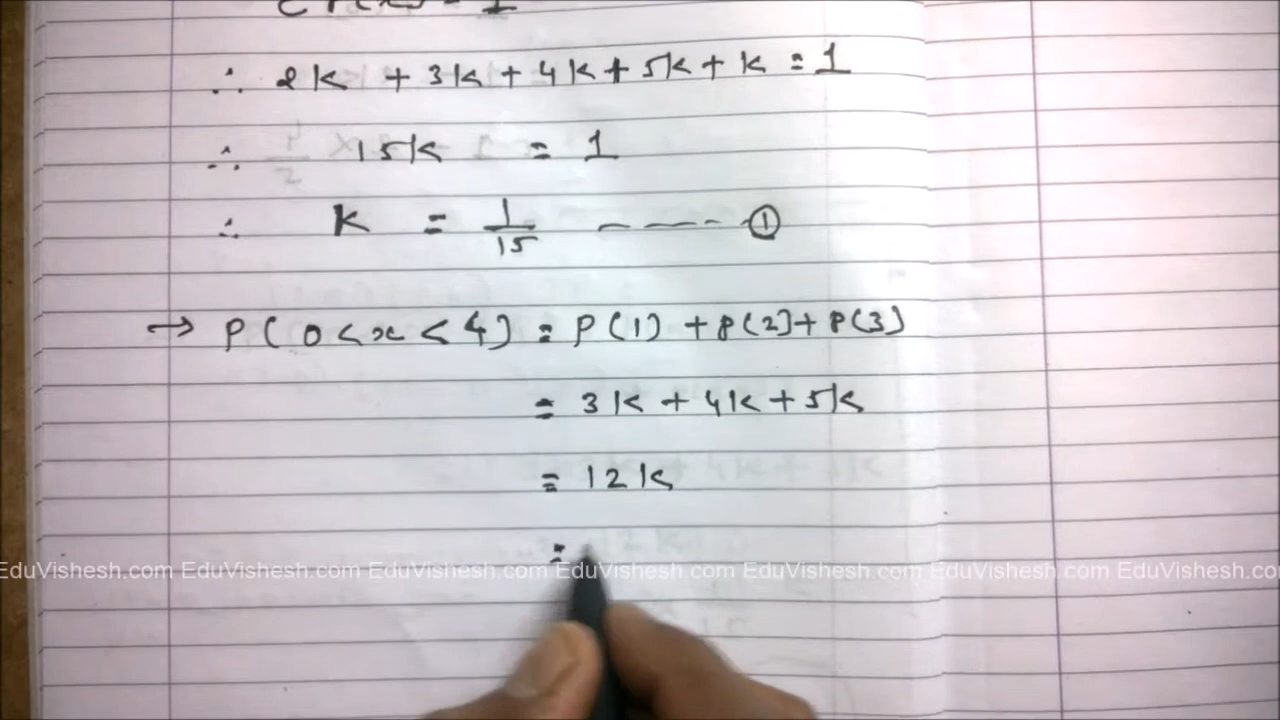 ∴ 2k + 3k + 4k + 5k + k = 1
∴ 15k = 1
∴ k = 1/15 ---- ①
→ P(0 < x < 4) = P(1) + P(2) + P(3)
= 3k + 4k + 5k
= 12k
=
EduVishesh.com EduVishesh.com EduVishesh.com EduVishesh.com EduVishesh.com EduVishesh.com EduVishesh.co